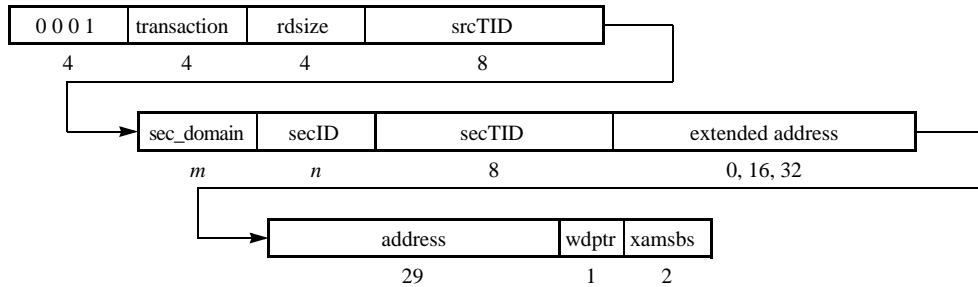 0 0 0 1 transaction rdsize srcTID
4 4 4 8
sec_domain secID secTID extended address
m n 8 0, 16, 32
address wdptr xamsbs
29 1 2